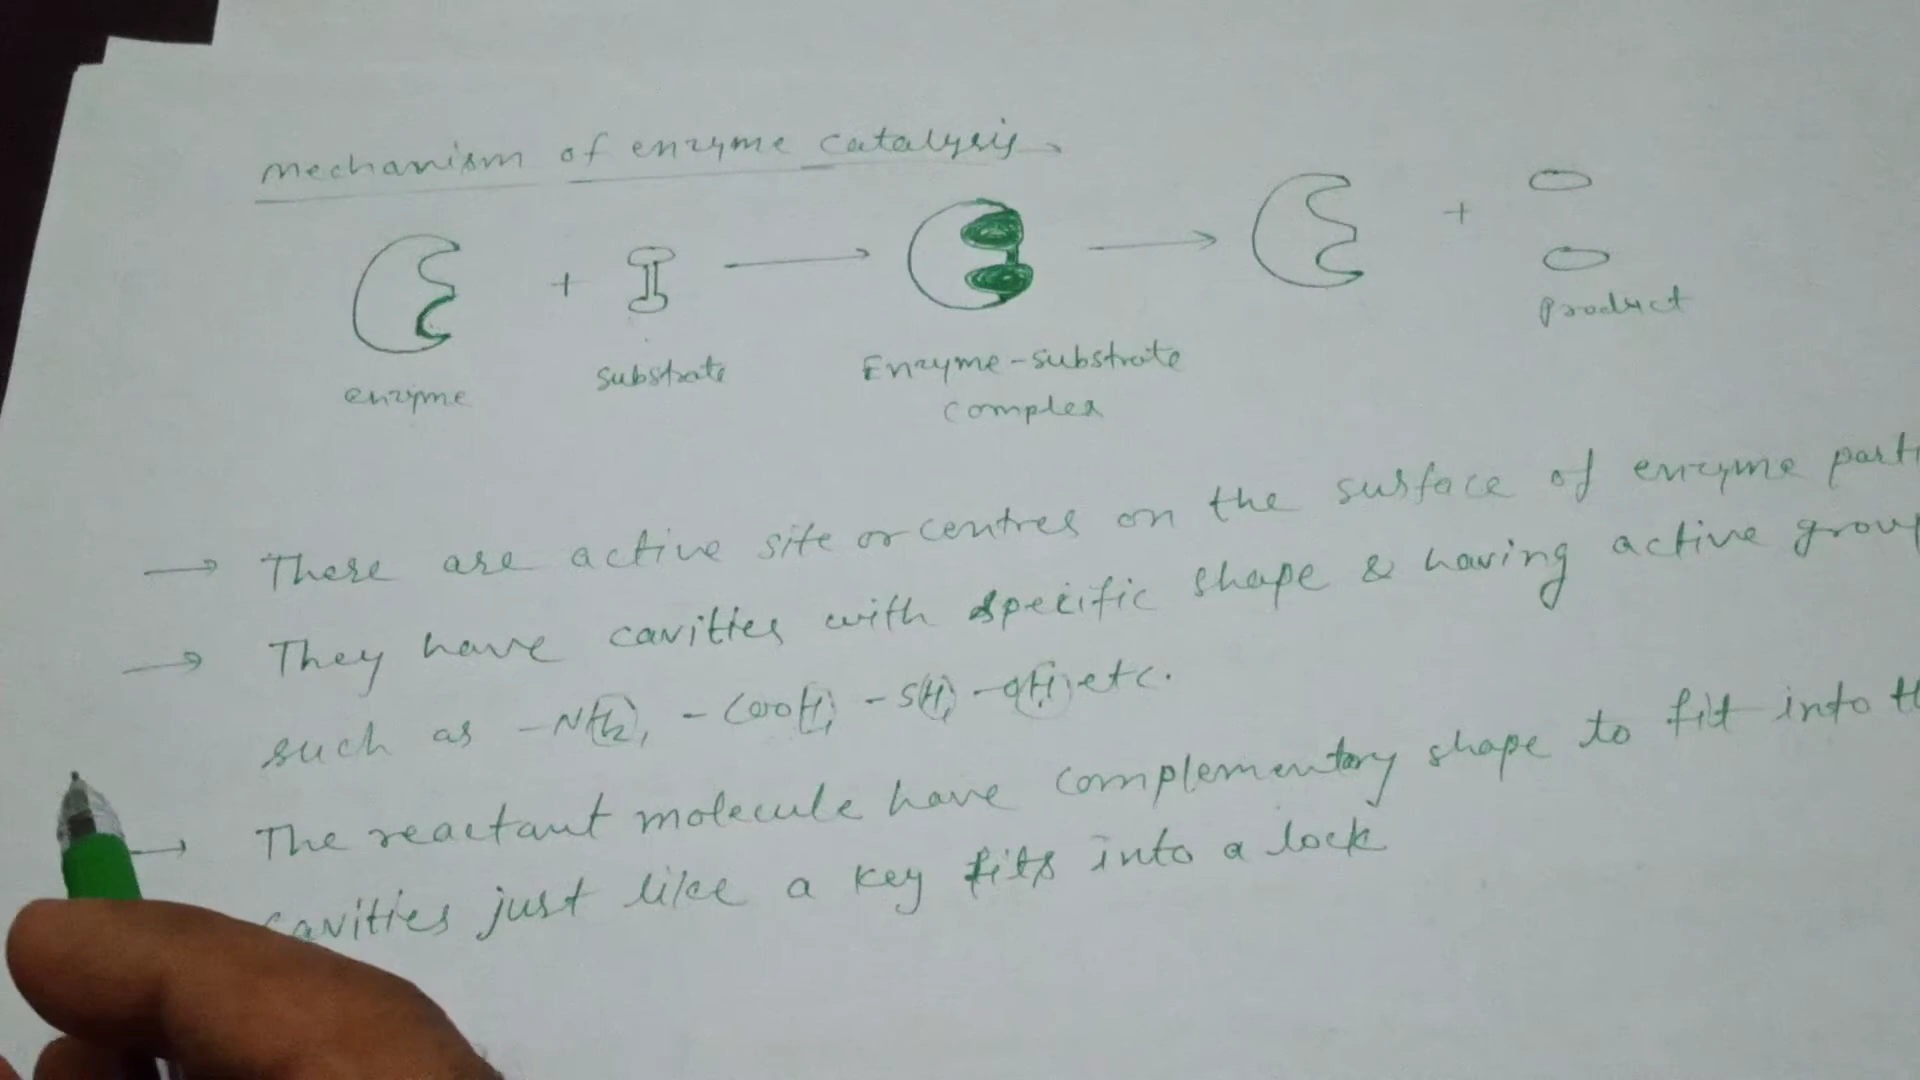 mechanism of enzyme catalysis
+ +
enzyme substrate Enzyme-substrate complex product
→ There are active site or centres on the surface of enzyme parti
→ They have cavities with specific shape & having active group
such as -NH2, -COOH, -SH, -OH, etc.
→ The reactant molecule have complementary shape to fit into th
cavities just like a key fits into a lock